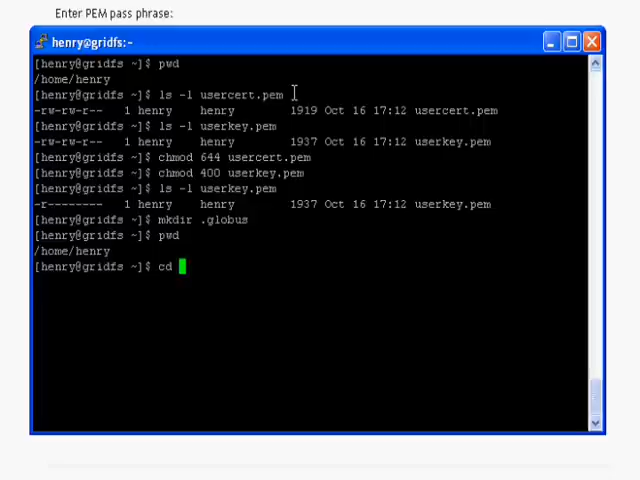 Enter PEM pass phrase:
henry@gridfs:~
[henry@gridfs ~]$ pwd
/home/henry
[henry@gridfs ~]$ ls -l usercert.pem
-rw-rw-r-- 1 henry henry 1919 Oct 16 17:12 usercert.pem
[henry@gridfs ~]$ ls -l userkey.pem
-rw-rw-r-- 1 henry henry 1937 Oct 16 17:12 userkey.pem
[henry@gridfs ~]$ chmod 644 usercert.pem
[henry@gridfs ~]$ chmod 400 userkey.pem
[henry@gridfs ~]$ ls -l userkey.pem
-r-------- 1 henry henry 1937 Oct 16 17:12 userkey.pem
[henry@gridfs ~]$ mkdir .globus
[henry@gridfs ~]$ pwd
/home/henry
[henry@gridfs ~]$ cd